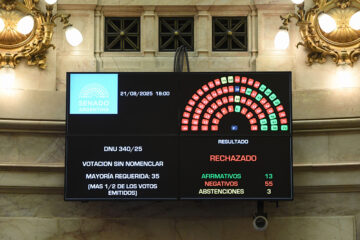 SENADO
ARGENTINA
21/08/2025 19:00
DNU 340/25
VOTACION SIN NOMENCLAR
MAYORÍA REQUERIDA: 35
(MAS 1/2 DE LOS VOTOS
EMITIDOS)
RESULTADO
RECHAZADO
AFIRMATIVOS 13
NEGATIVOS 55
ABSTENCIONES 3